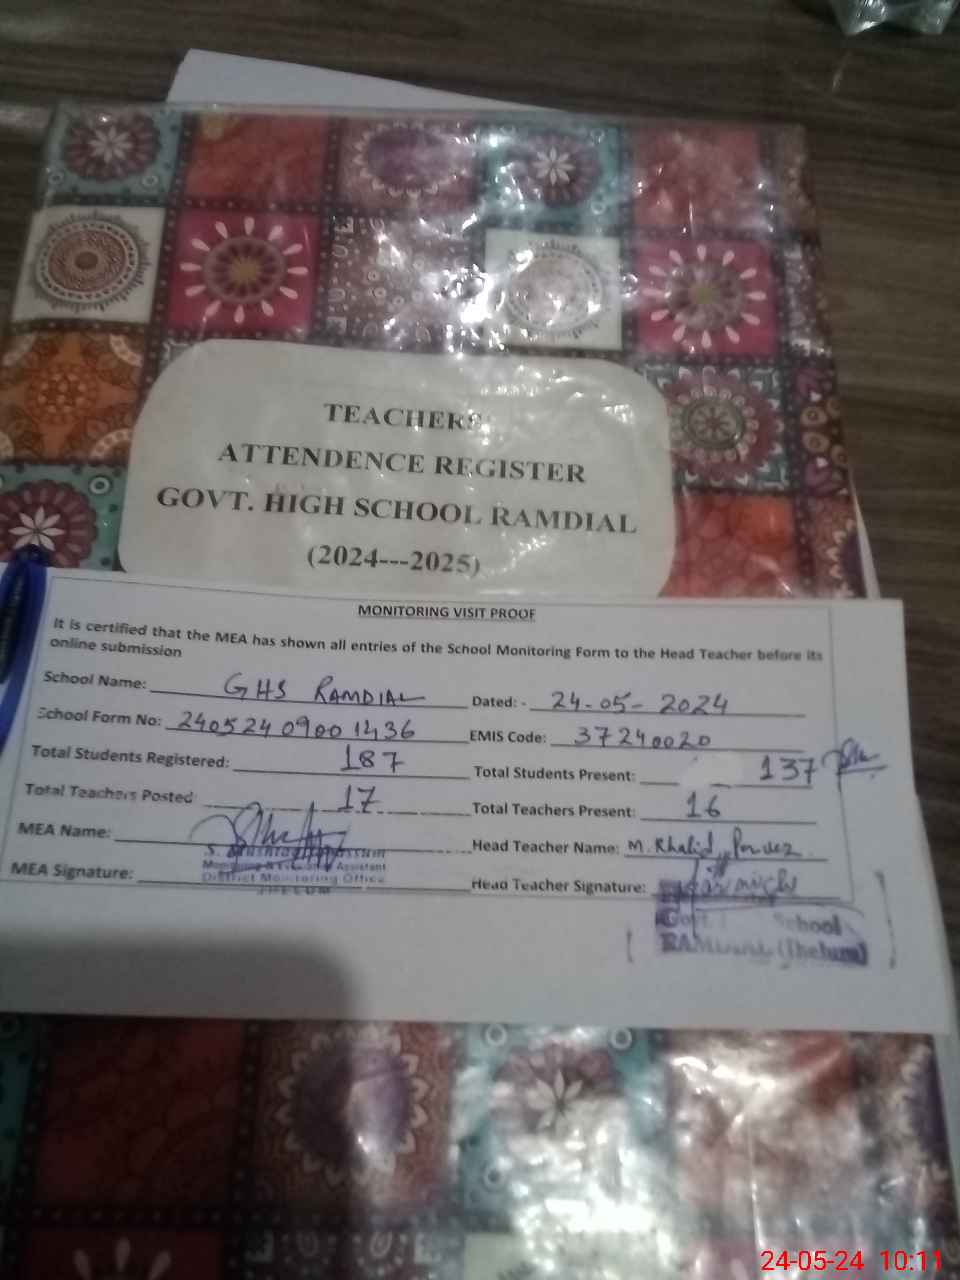 TEACHERS
ATTENDENCE REGISTER
GOVT. HIGH SCHOOL RAMDIAL
(2024---2025)
MONITORING VISIT PROOF
It is certified that the MEA has shown all entries of the School Monitoring Form to the Head Teacher before its
online submission
School Name: GHS RAMDIAL Dated: - 24-05-2024
School Form No: 24052409001436 EMIS Code: 37240020
Total Students Registered: 187 Total Students Present: 137
Total Teachers Posted: 17 Total Teachers Present: 16
MEA Name: Head Teacher Name: M. Khalid Pervez
MEA Signature: Head Teacher Signature:
Assistant
District Monitoring Office
JHELUM
Govt. School
RAMDIAL (Jhelum)
24-05-24 10:11